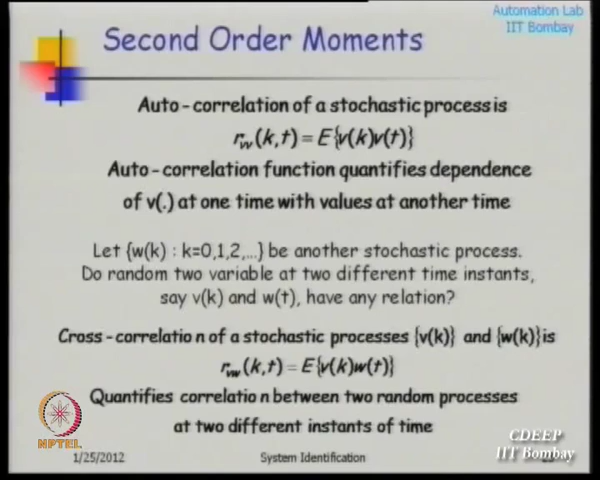 Automation Lab
IIT Bombay
Second Order Moments
Auto - correlation of a stochastic process is
r_vv(k,t) = E{v(k)v(t)}
Auto - correlation function quantifies dependence
of v(.) at one time with values at another time
Let {w(k) : k=0,1,2,...} be another stochastic process.
Do random two variable at two different time instants,
say v(k) and w(t), have any relation?
Cross - correlatio n of a stochastic processes {v(k)} and {w(k)} is
r_vw(k,t) = E{v(k)w(t)}
Quantifies correlatio n between two random processes
at two different instants of time
NPTEL
1/25/2012
System Identification
CDEEP
IIT Bombay